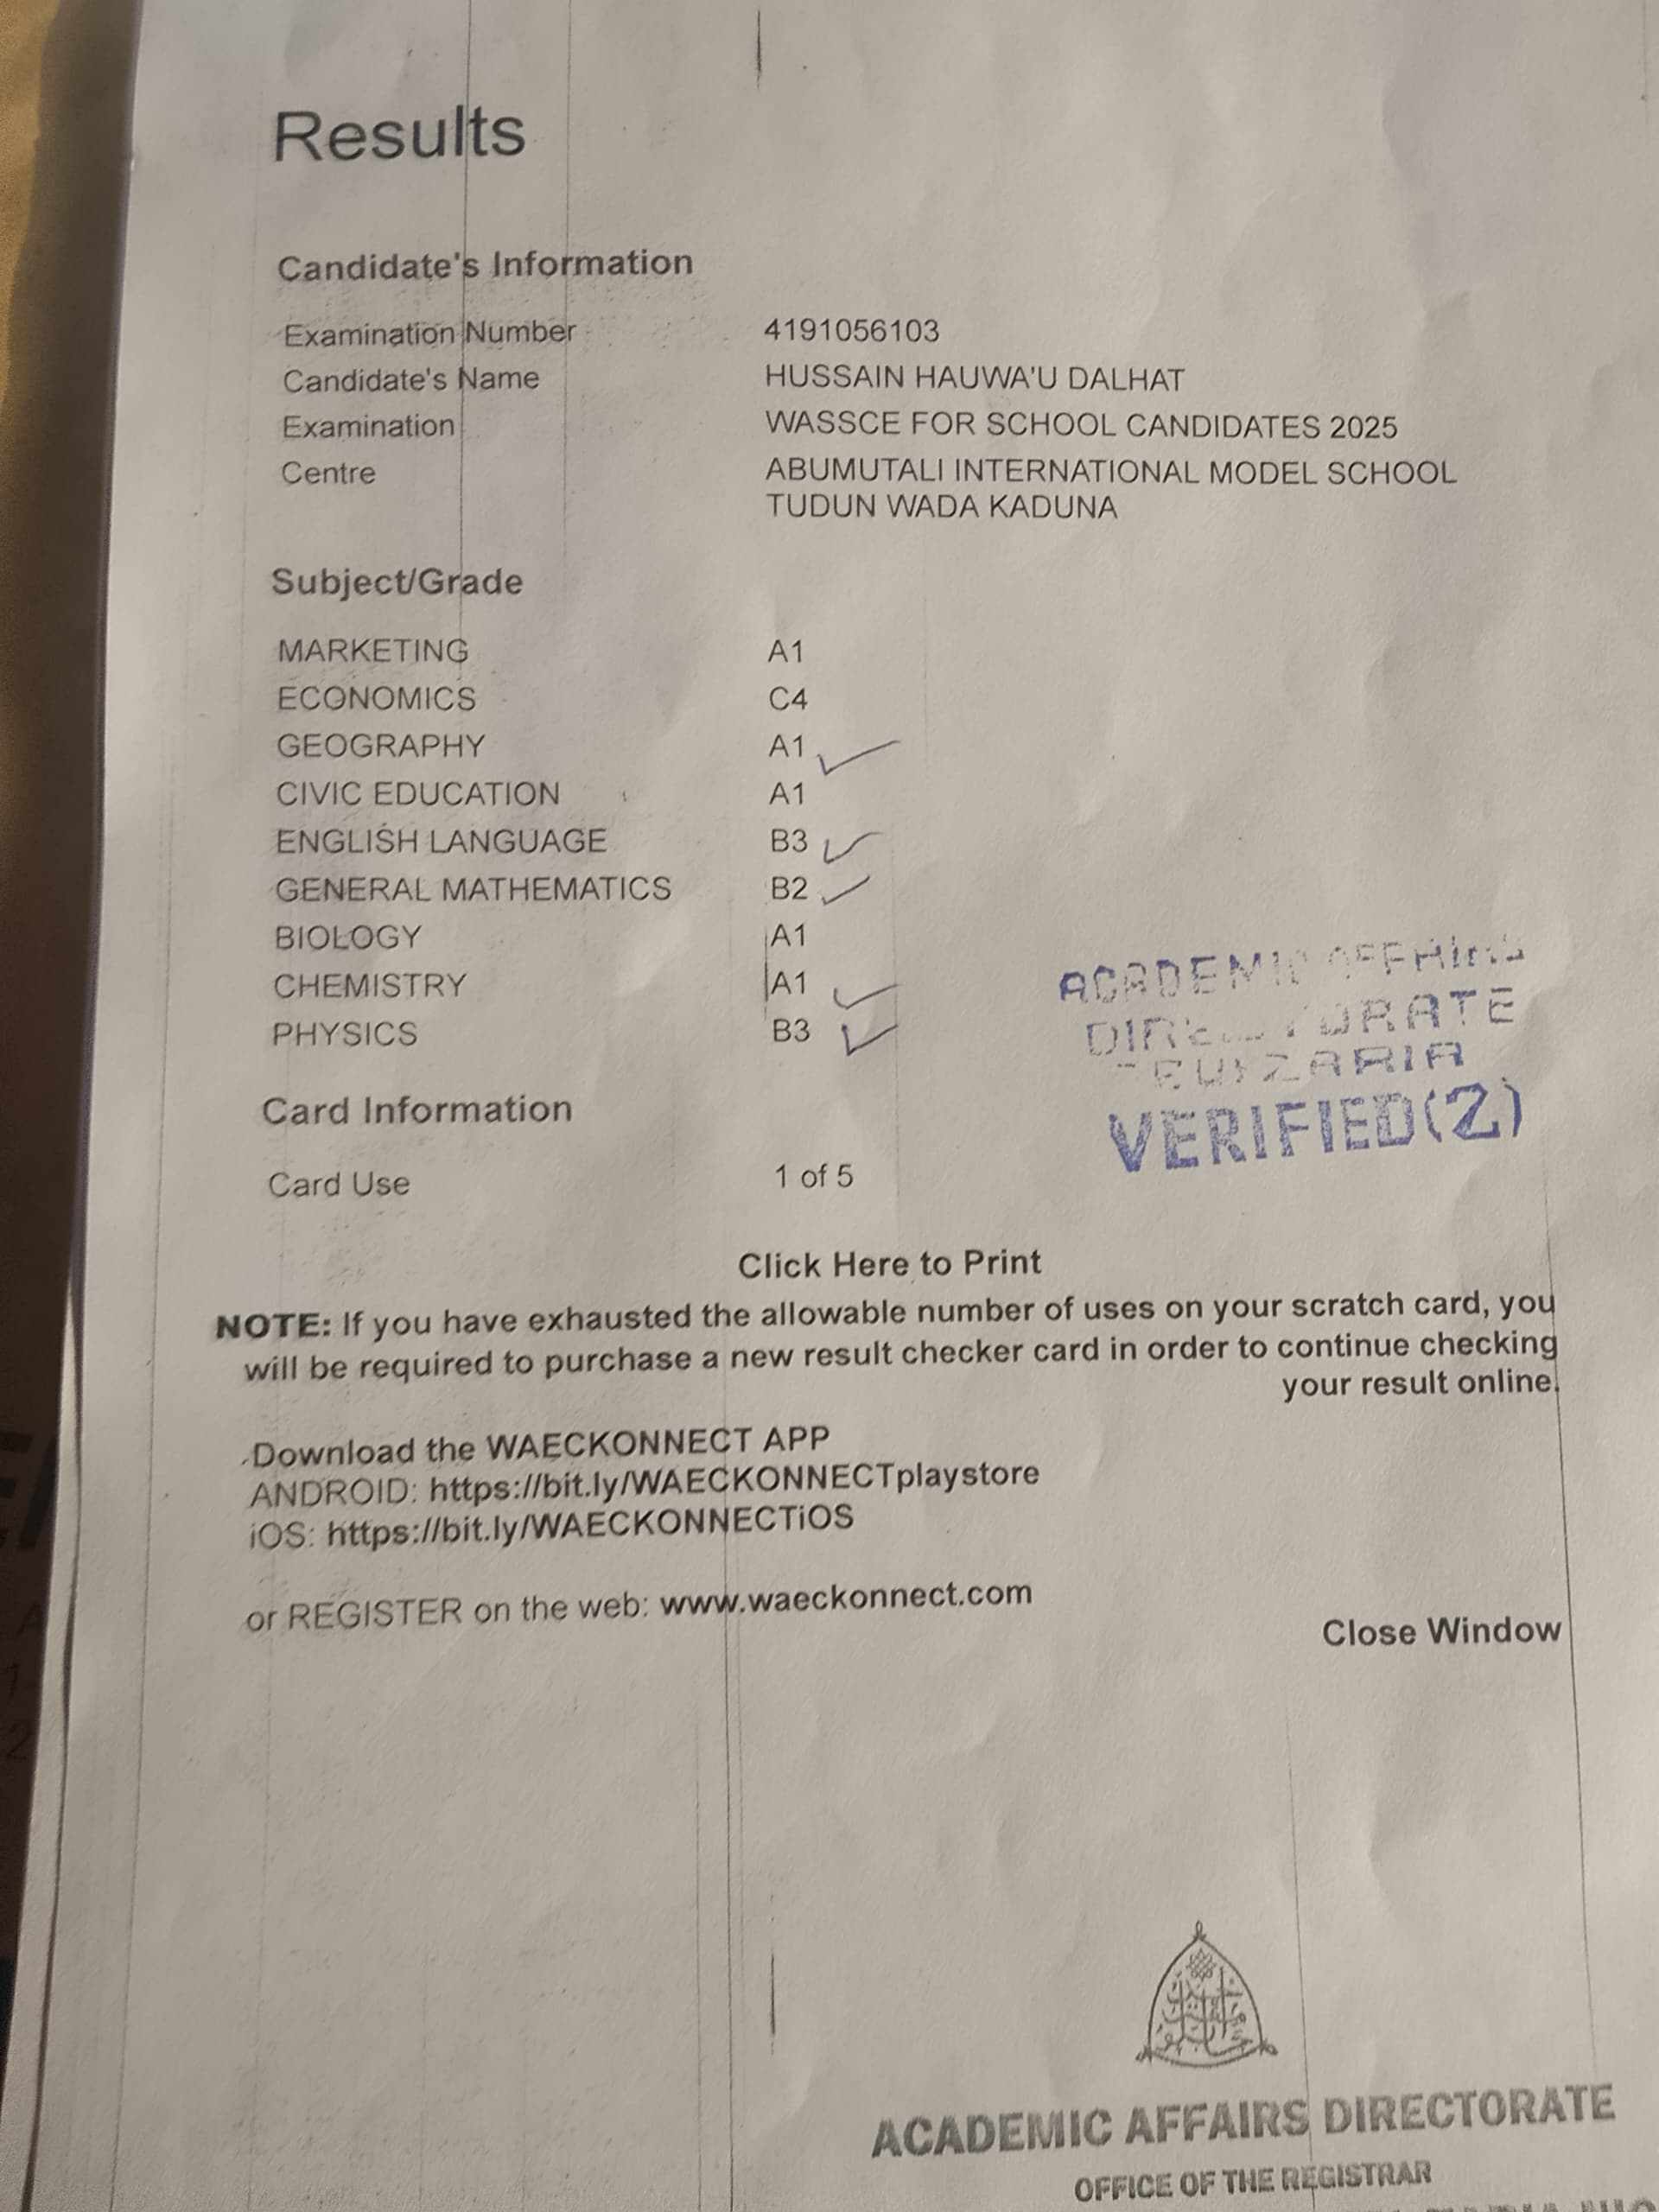 Results
Candidate's Information
Examination Number 4191056103
Candidate's Name HUSSAIN HAUWA'U DALHAT
Examination WASSCE FOR SCHOOL CANDIDATES 2025
Centre ABUMUTALI INTERNATIONAL MODEL SCHOOL
TUDUN WADA KADUNA
Subject/Grade
MARKETING A1
ECONOMICS C4
GEOGRAPHY A1
CIVIC EDUCATION A1
ENGLISH LANGUAGE B3
GENERAL MATHEMATICS B2
BIOLOGY A1
CHEMISTRY A1
PHYSICS B3
ACADEMIC AFFAIRS
DIRECTORATE
ZARIA
VERIFIED(2)
Card Information
Card Use 1 of 5
Click Here to Print
NOTE: If you have exhausted the allowable number of uses on your scratch card, you
will be required to purchase a new result checker card in order to continue checking
your result online.
Download the WAECKONNECT APP
ANDROID: https://bit.ly/WAECKONNECTplaystore
iOS: https://bit.ly/WAECKONNECTiOS
or REGISTER on the web: www.waeckonnect.com
Close Window
ACADEMIC AFFAIRS DIRECTORATE
OFFICE OF THE REGISTRAR